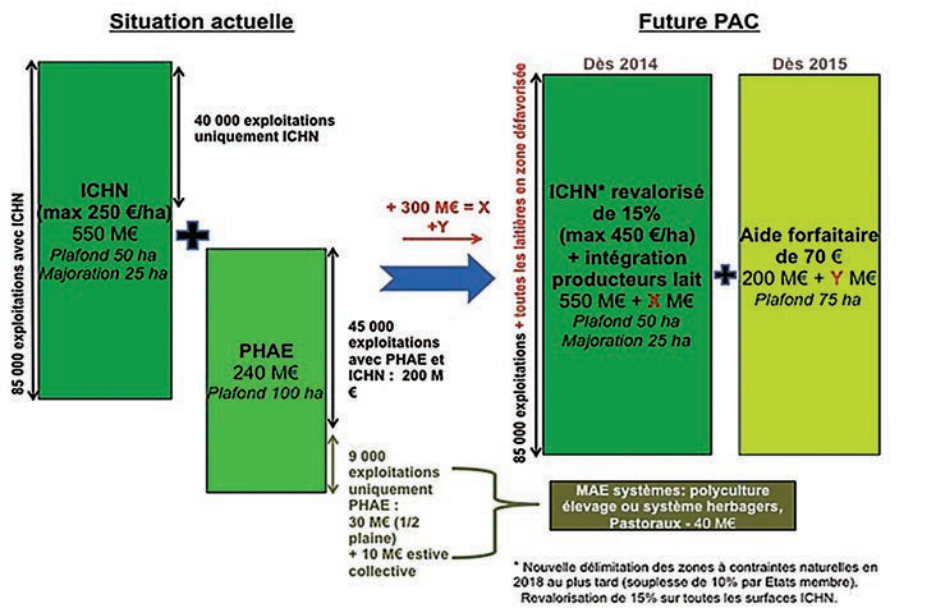 Situation actuelle
85 000 exploitations avec ICHN
ICHN
(max 250 €/ha)
550 M€
Plafond 50 ha
Majoration 25 ha
40 000 exploitations
uniquement ICHN
PHAE
240 M€
Plafond 100 ha
45 000
exploitations
avec PHAE et
ICHN : 200 M
€
9 000
exploitations
uniquement
PHAE :
30 M€ (1/2
plaine)
+ 10 M€ estive
collective
+ 300 M€ = X
+Y
Future PAC
Dès 2014
85 000 exploitations + toutes les laitières en zone défavorisée
ICHN* revalorisé
de 15%
(max 450 €/ha)
+ intégration
producteurs lait
550 M€ + X M€
Plafond 50 ha
Majoration 25 ha
Dès 2015
Aide forfaitaire
de 70 €
200 M€ + Y M€
Plafond 75 ha
MAE systèmes: polyculture
élevage ou système herbagers,
Pastoraux - 40 M€
* Nouvelle délimitation des zones à contraintes naturelles en
2018 au plus tard (souplesse de 10% par Etats membre).
Revalorisation de 15% sur toutes les surfaces ICHN.